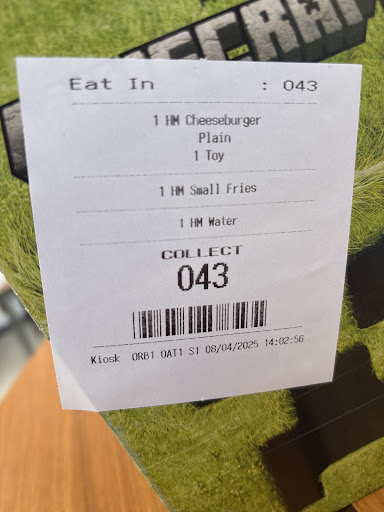 Eat In : 043
1 HM Cheeseburger
Plain
1 Toy
1 HM Small Fries
1 HM Water
COLLECT
043
Kiosk ORB1 OAT1 S1 08/04/2025 14:02:56